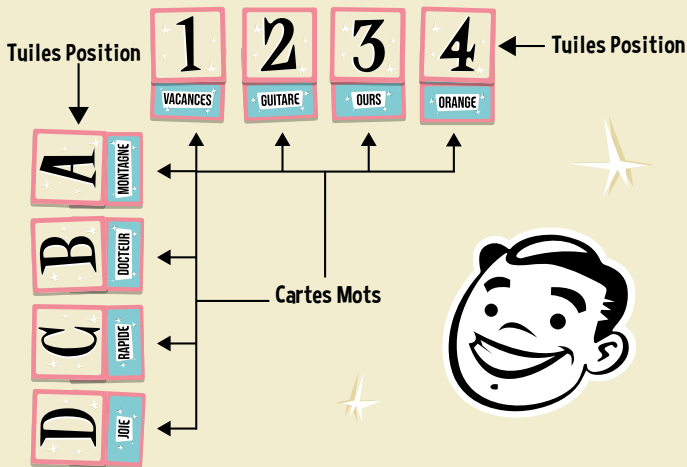 1 2 3 4
Tuiles Position
Tuiles Position
VACANCES GUITARE OURS ORANGE
A MONTAGNE
B DOCTEUR
Cartes Mots
C RAPIDE
D JOIE